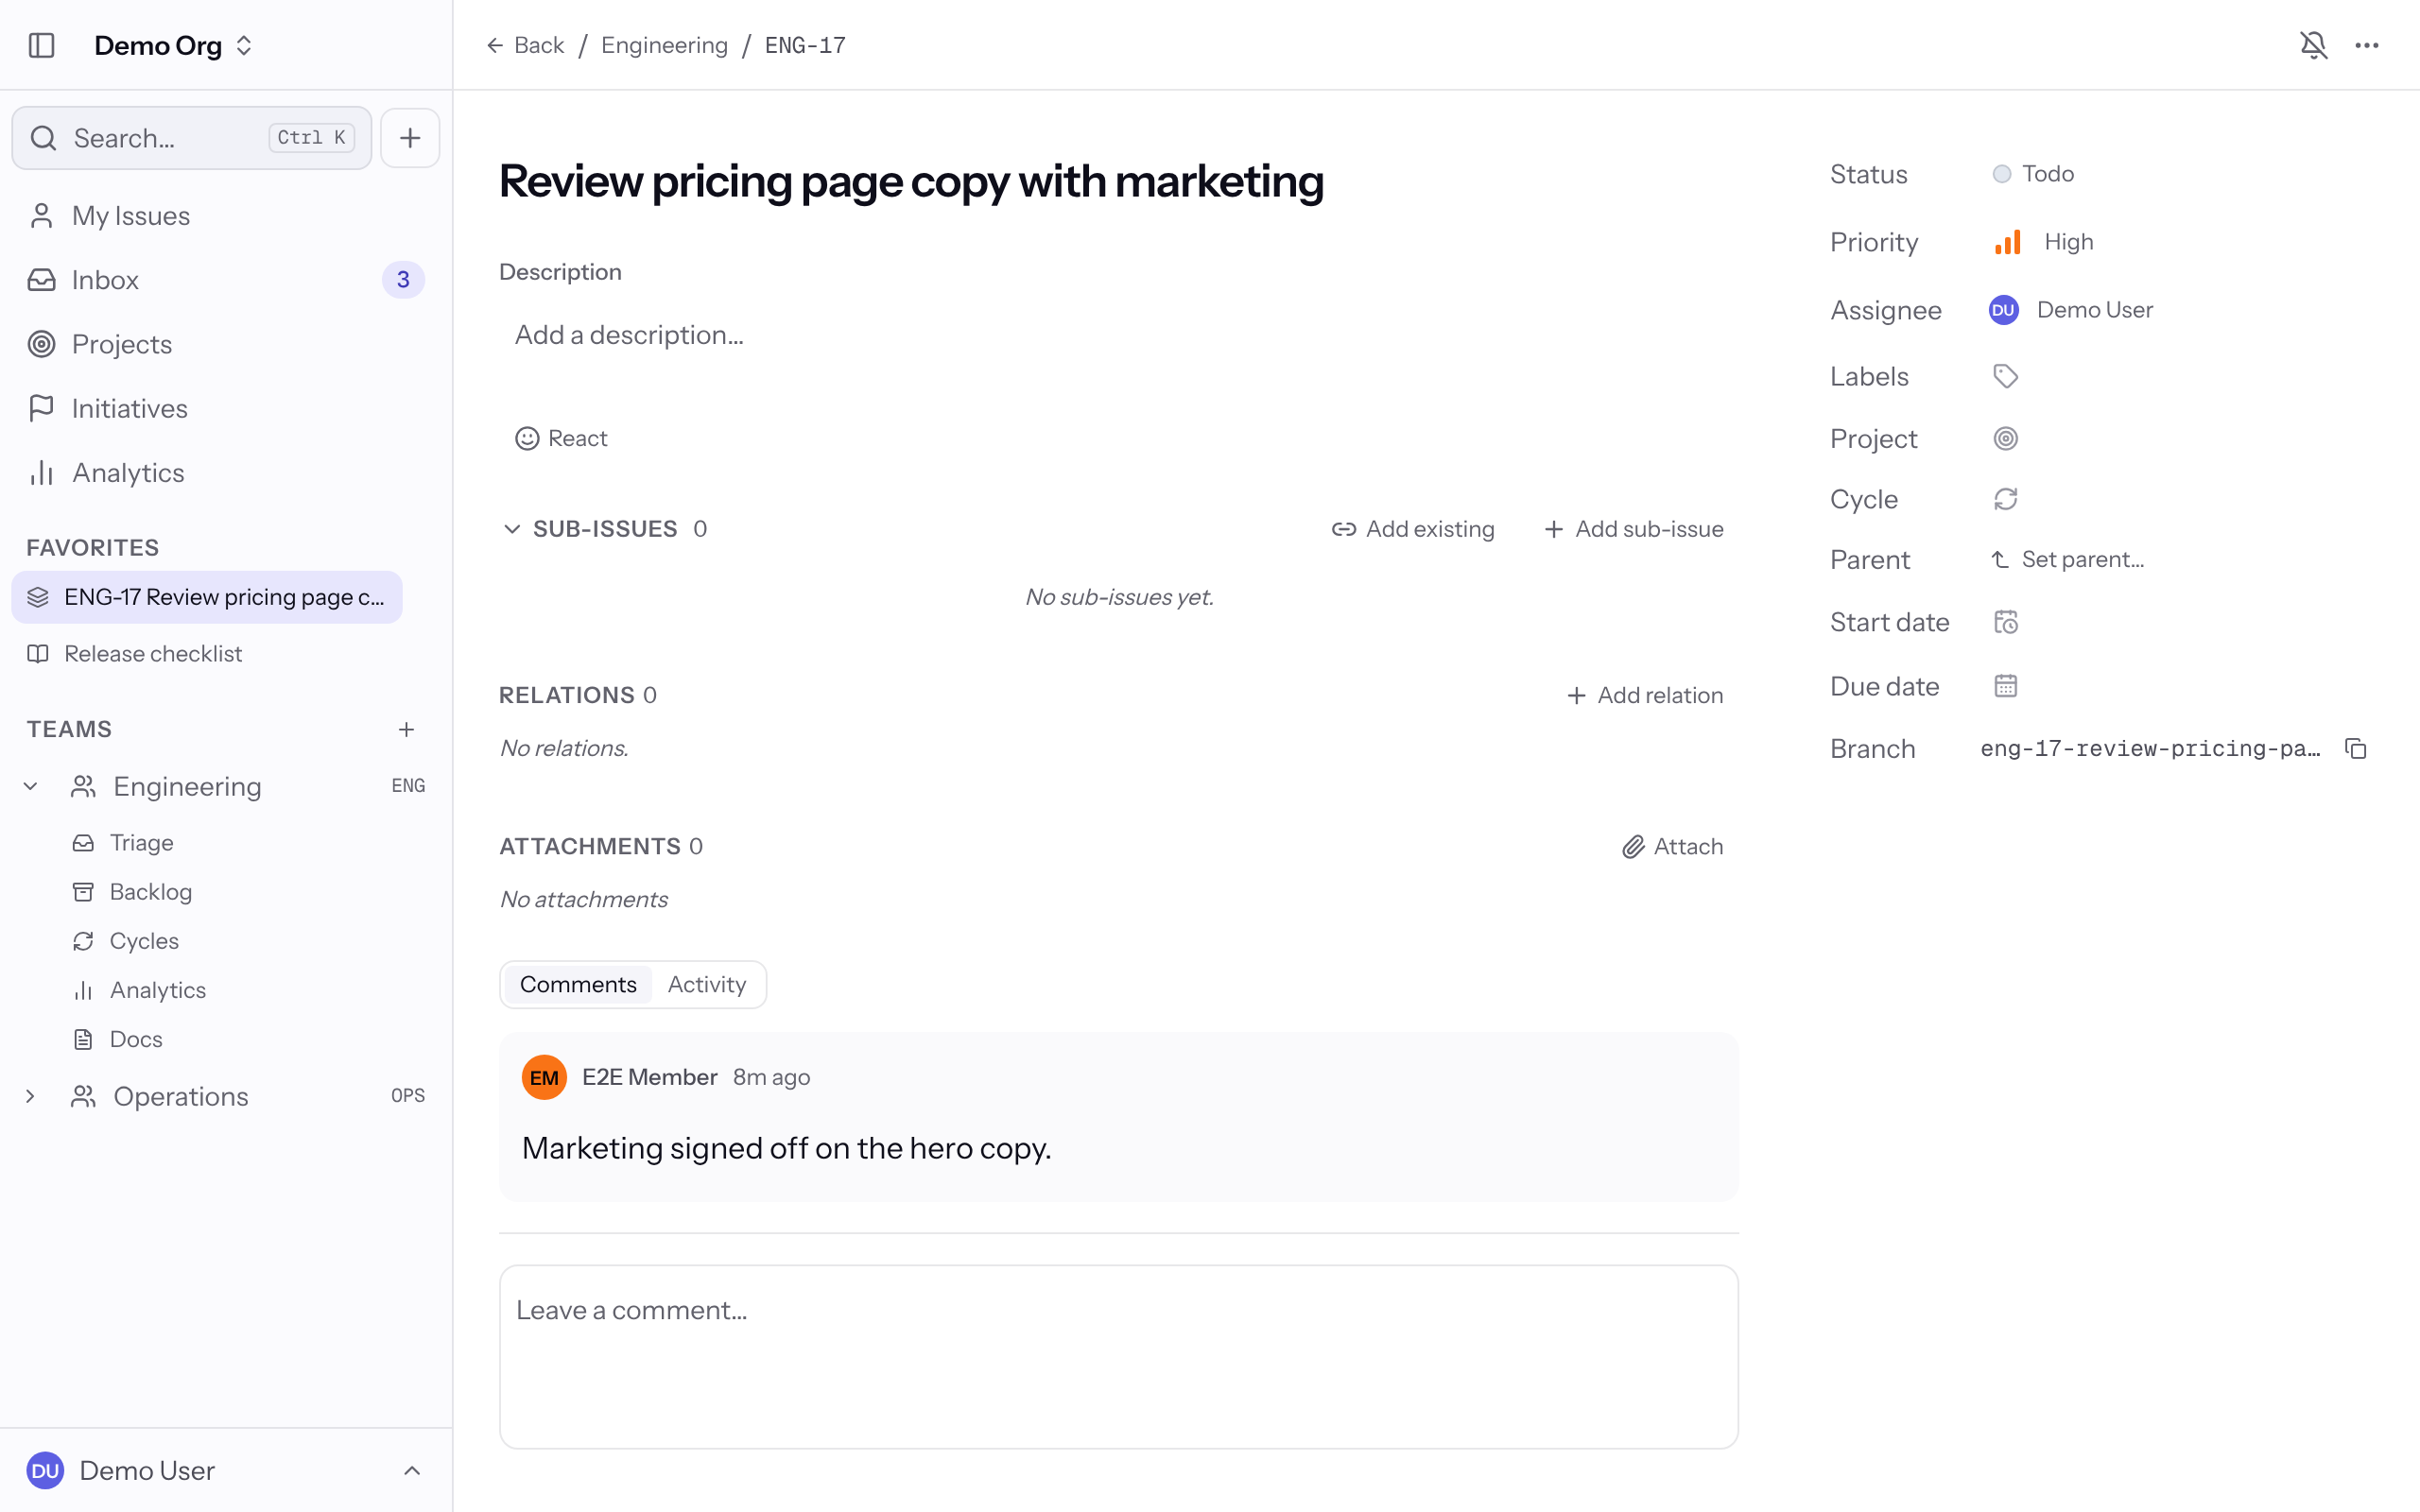 Demo Org
Search...
Ctrl K
My Issues
Inbox
3
Projects
Initiatives
Analytics
FAVORITES
ENG-17 Review pricing page c...
Release checklist
TEAMS
Engineering
ENG
Triage
Backlog
Cycles
Analytics
Docs
Operations
OPS
DU
Demo User
Back / Engineering / ENG-17
Review pricing page copy with marketing
Description
Add a description...
React
SUB-ISSUES 0
Add existing
Add sub-issue
No sub-issues yet.
RELATIONS 0
Add relation
No relations.
ATTACHMENTS 0
Attach
No attachments
Comments
Activity
EM
E2E Member 8m ago
Marketing signed off on the hero copy.
Leave a comment...
Status
Todo
Priority
High
Assignee
DU
Demo User
Labels
Project
Cycle
Parent
Set parent...
Start date
Due date
Branch
eng-17-review-pricing-pa...